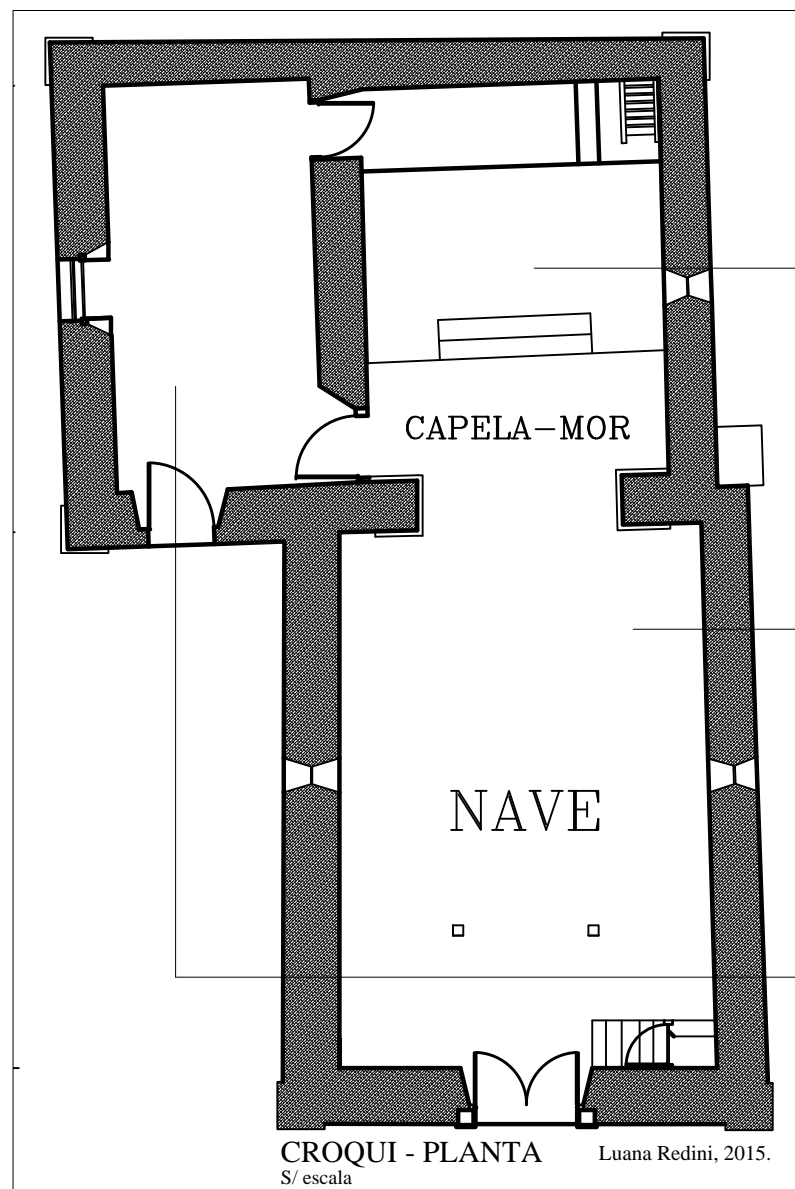 CAPELA-MOR
NAVE
CROQUI - PLANTA
Luana Redini, 2015.
S/ escala